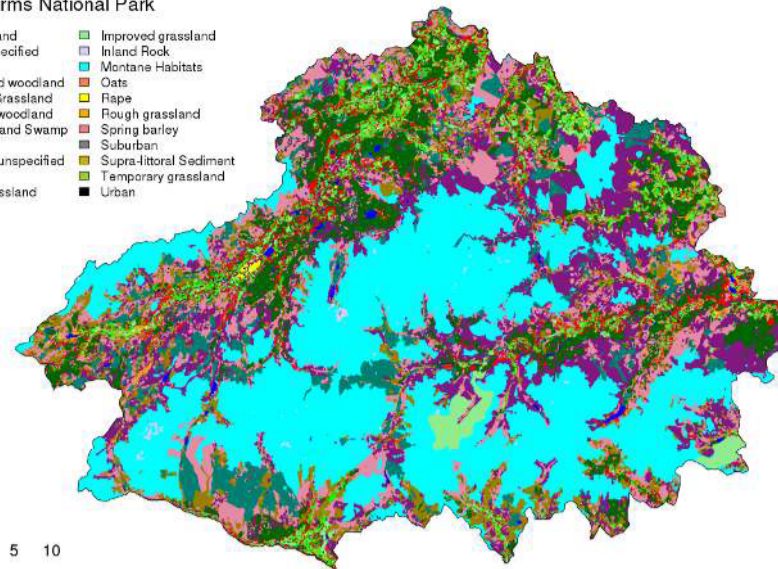 rms National Park
and
ecified
d woodland
Grassland
woodland
and Swamp
unspecified
ssland
Improved grassland
Inland Rock
Montane Habitats
Oats
Rape
Rough grassland
Spring barley
Suburban
Supra-littoral Sediment
Temporary grassland
Urban
5 10